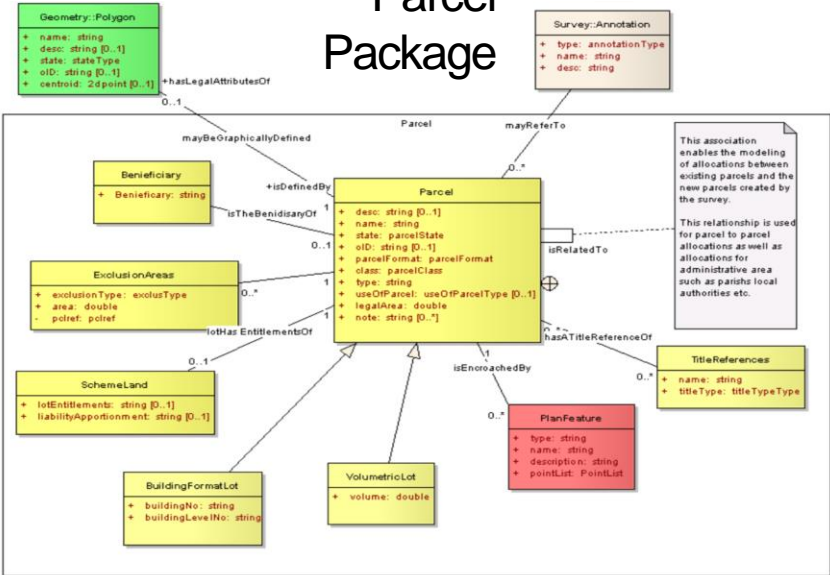 Parcel
Package
Geometry::Polygon
+ name: string
+ desc: string [0..1]
+ state: stateType
+ oID: string [0..1]
+ centroid: 2dpoint [0..1]
Survey::Annotation
+ type: annotationType
+ name: string
+ desc: string
+hasLegalAttributesOf
0..1
mayBeGraphicallyDefined
Parcel
mayReferTo
0..*
This association
enables the modeling
of allocations between
existing parcels and the
new parcels created by
the survey.
This relationship is used
for parcel to parcel
allocations as well as
allocations for
administrative area
such as parishs local
authorities etc.
Benieficiary
+ Benieficary: string
+isDefinedBy
1
isTheBenidisaryOf
0..1
Parcel
+ desc: string [0..1]
+ name: string
+ state: parcelState
+ oID: string [0..1]
+ parcelFormat: parcelFormat
+ class: parcelClass
+ type: string
+ useOfParcel: useOfParcelType [0..1]
+ legalArea: double
+ note: string [0..*]
isRelatedTo
ExclusionAreas
+ exclusionType: exclusType
+ area: double
- pclref: pclref
0..*
1
1
lotHas EntitlementsOf
0..1
SchemeLand
+ lotEntitlements: string [0..1]
+ liabilityApportionment: string [0..1]
0..*
hasATitleReferenceOf
0..*
TitleReferences
+ name: string
+ titleType: titleTypeType
1
isEncroachedBy
0..*
PlanFeature
+ type: string
+ name: string
+ description: string
+ pointList: PointList
BuildingFormatLot
+ buildingNo: string
+ buildingLevelNo: string
VolumetricLot
+ volume: double